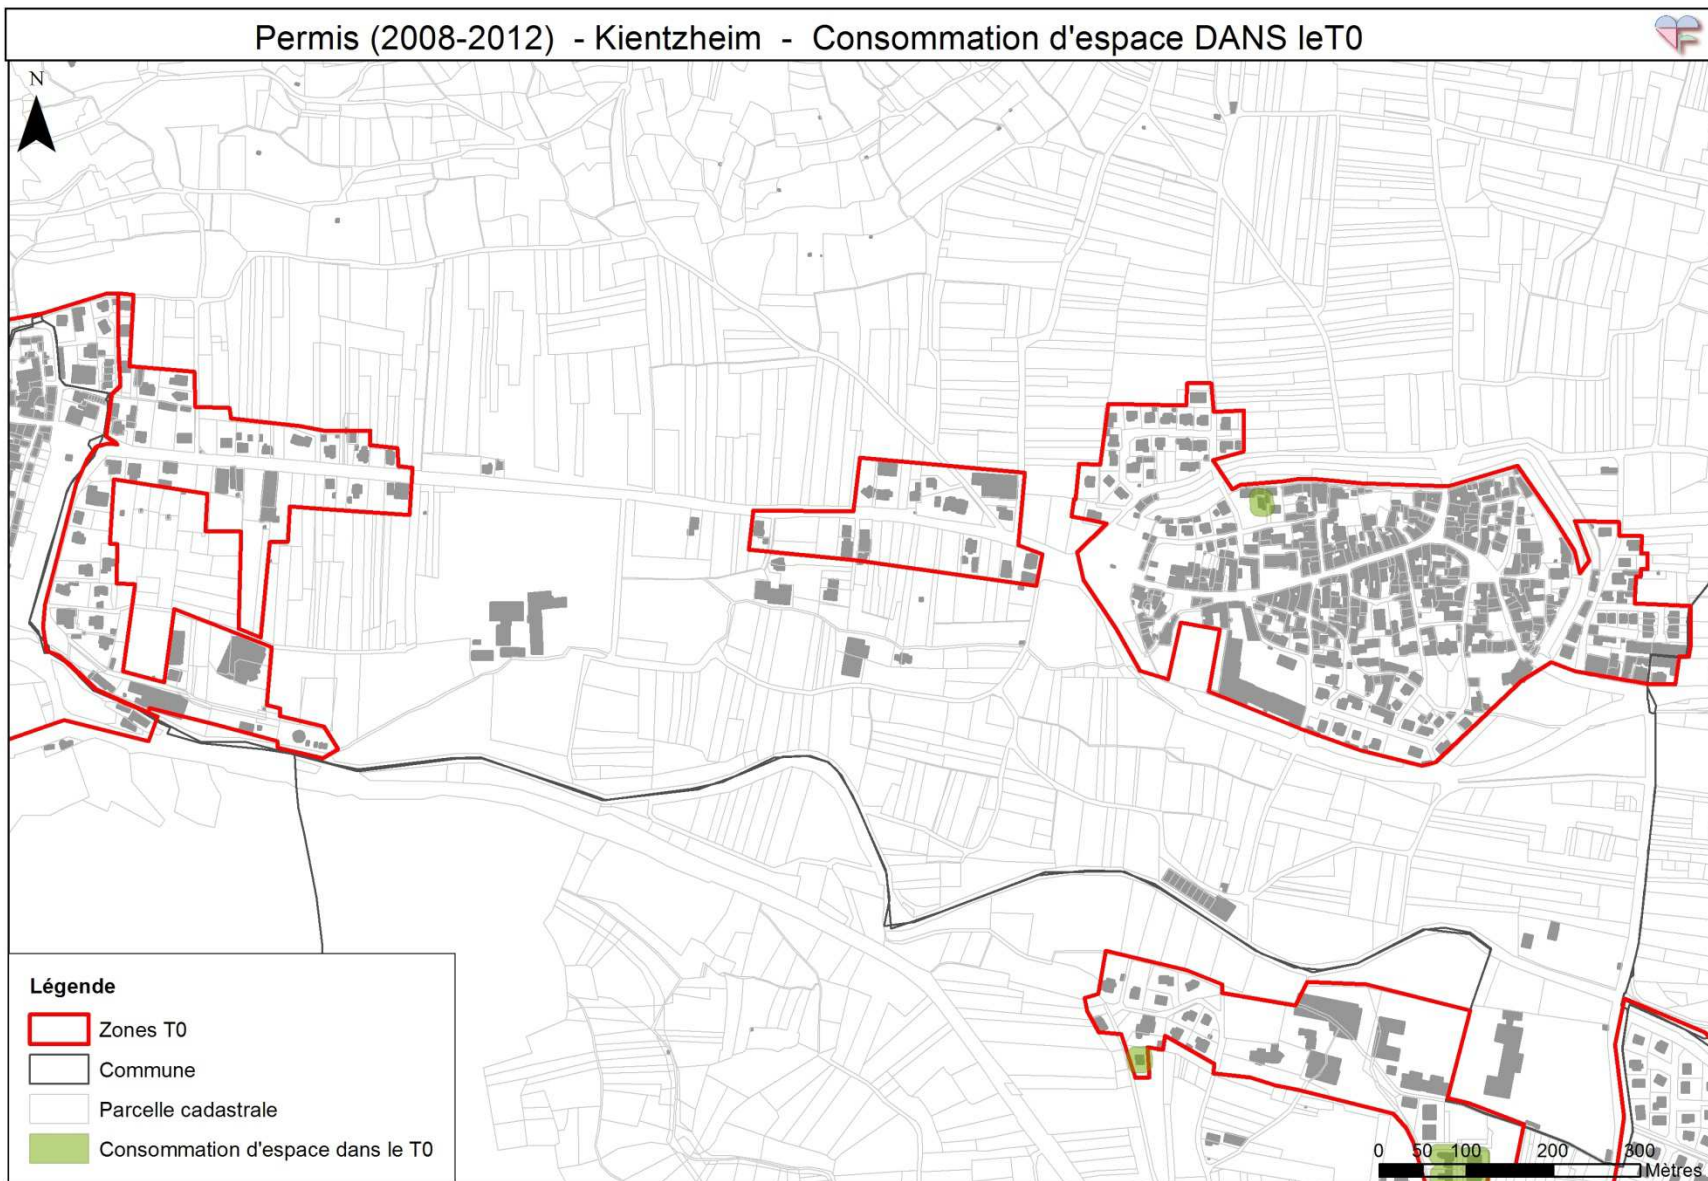 Permis (2008-2012) - Kientzheim - Consommation d'espace DANS leT0
N
Légende
Zones T0
Commune
Parcelle cadastrale
Consommation d'espace dans le T0
0 50 100 200 300
Mètres